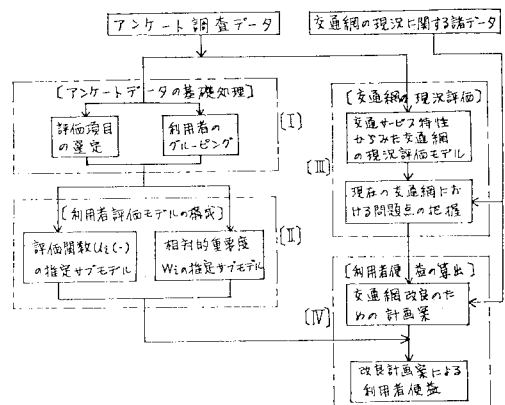 アンケート調査データ
交通網の現況に関する諸データ
〔アンケートデータの基礎処理〕
評価項目
の選定
利用者の
グルーピング
〔Ⅰ〕
〔利用者評価モデルの構成〕
評価関数(Ui(-)
の推定サブモデル
相対的重要度
Wiの推定サブモデル
〔Ⅱ〕
〔交通網の現況評価〕
交通サービス特性
からみた交通網
の現況評価モデル
〔Ⅲ〕
現在の交通網にお
ける問題点の把握
〔利用者便益の算出〕
交通網改良のた
めの計画案
〔Ⅳ〕
改良計画案による
利用者便益